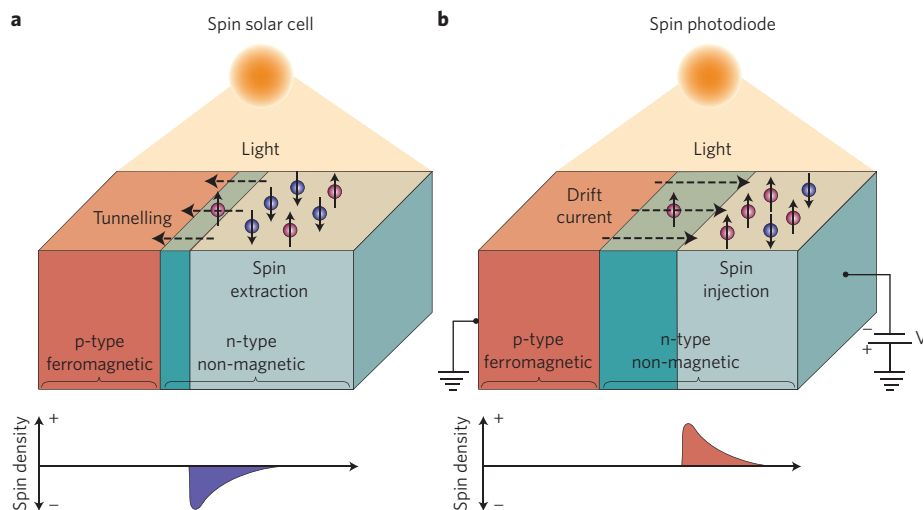 a
Spin solar cell
Light
Tunnelling
Spin
extraction
p-type
ferromagnetic
n-type
non-magnetic
Spin density
+
−
b
Spin photodiode
Light
Drift
current
Spin
injection
p-type
ferromagnetic
n-type
non-magnetic
−
+
V
Spin density
+
−